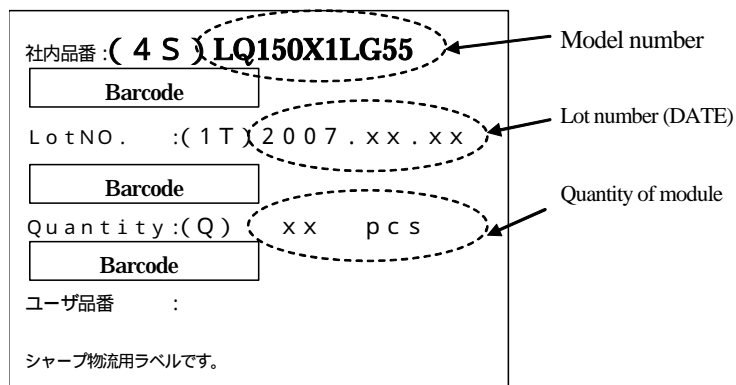 社内品番:(4S)LQ150X1LG55
Model number
Barcode
LotNO. :(1T)2007.xx.xx
Lot number (DATE)
Barcode
Quantity of module
Quantity:(Q) xx pcs
Barcode
ユーザ品番 :
シャープ物流用ラベルです。